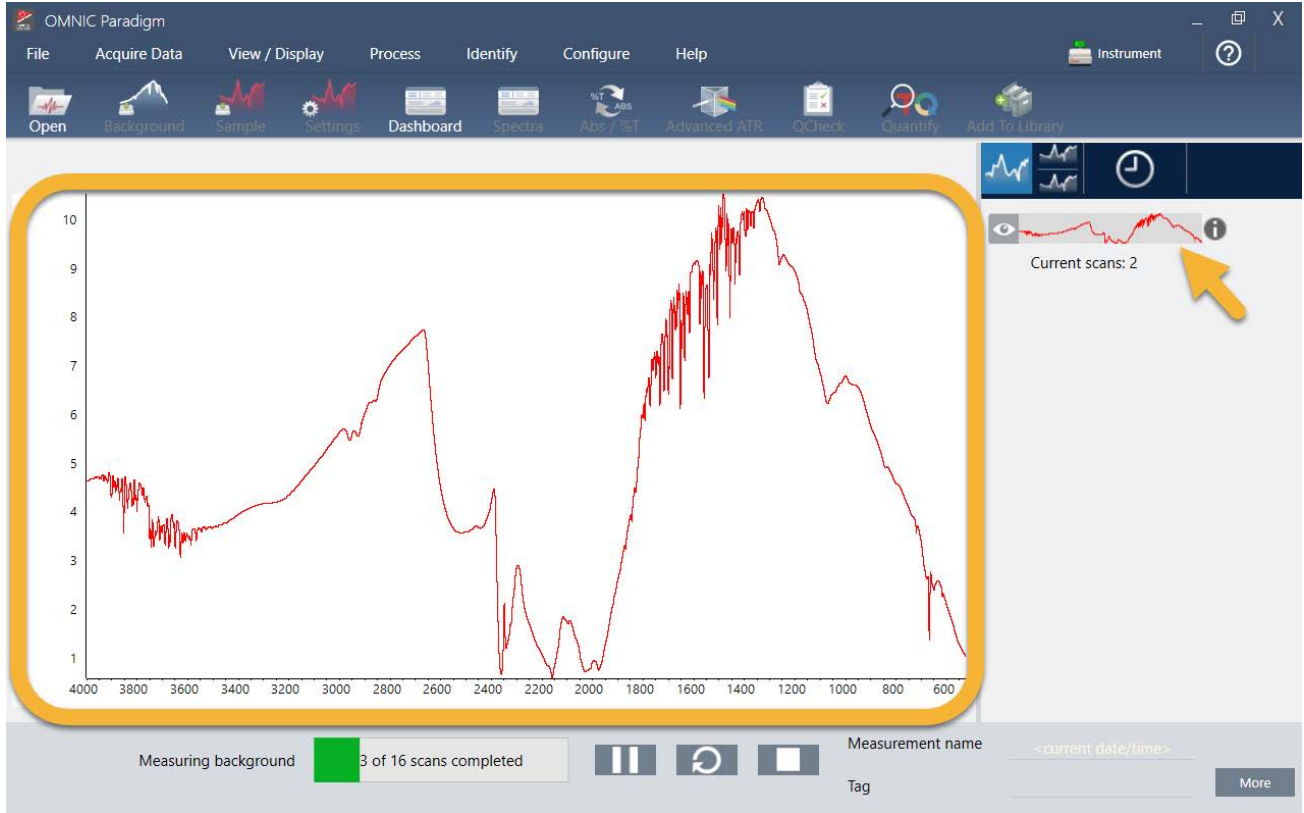 OMNIC Paradigm
File Acquire Data View / Display Process Identify Configure Help Instrument
Open Background Sample Settings Dashboard Spectra %T ABS Abs / %T Advanced ATR QCheck Quantify Add To Library
10
9
8
7
6
5
4
3
2
1
4000 3800 3600 3400 3200 3000 2800 2600 2400 2200 2000 1800 1600 1400 1200 1000 800 600
Current scans: 2
Measuring background 3 of 16 scans completed
Measurement name <current date/time>
Tag
More